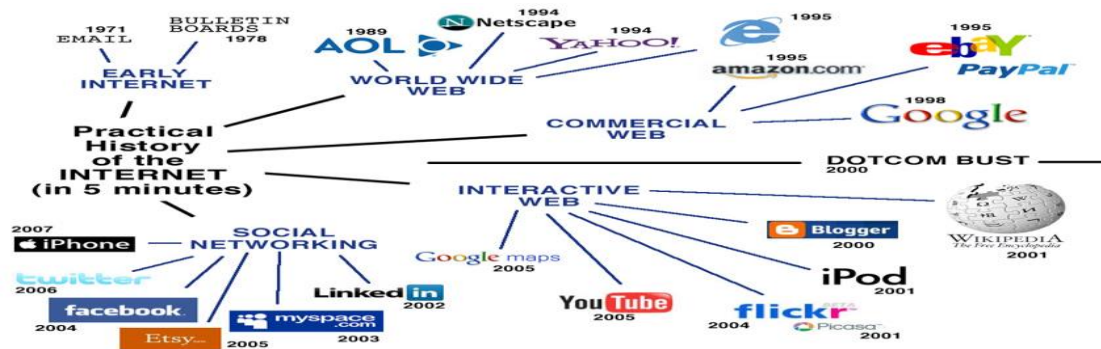 1971
EMAIL
BULLETIN
BOARDS
1978
EARLY
INTERNET
1989
AOL
1994
N Netscape
1994
YAHOO!
1995
e
WORLD WIDE
WEB
1995
amazon.com
1995
ebaY
PayPal
1998
Google
COMMERCIAL
WEB
Practical
History
of the
INTERNET
(in 5 minutes)
DOTCOM BUST
2000
INTERACTIVE
WEB
WIKIPEDIA
The Free Encyclopedia
2001
B Blogger
2000
iPod
2001
flickr
BETA
2004
Picasa
2001
YouTube
2005
Google maps
2005
SOCIAL
NETWORKING
2007
iPhone
twitter
2006
facebook
2004
Etsy
2005
myspace
.com
2003
Linked in
2002